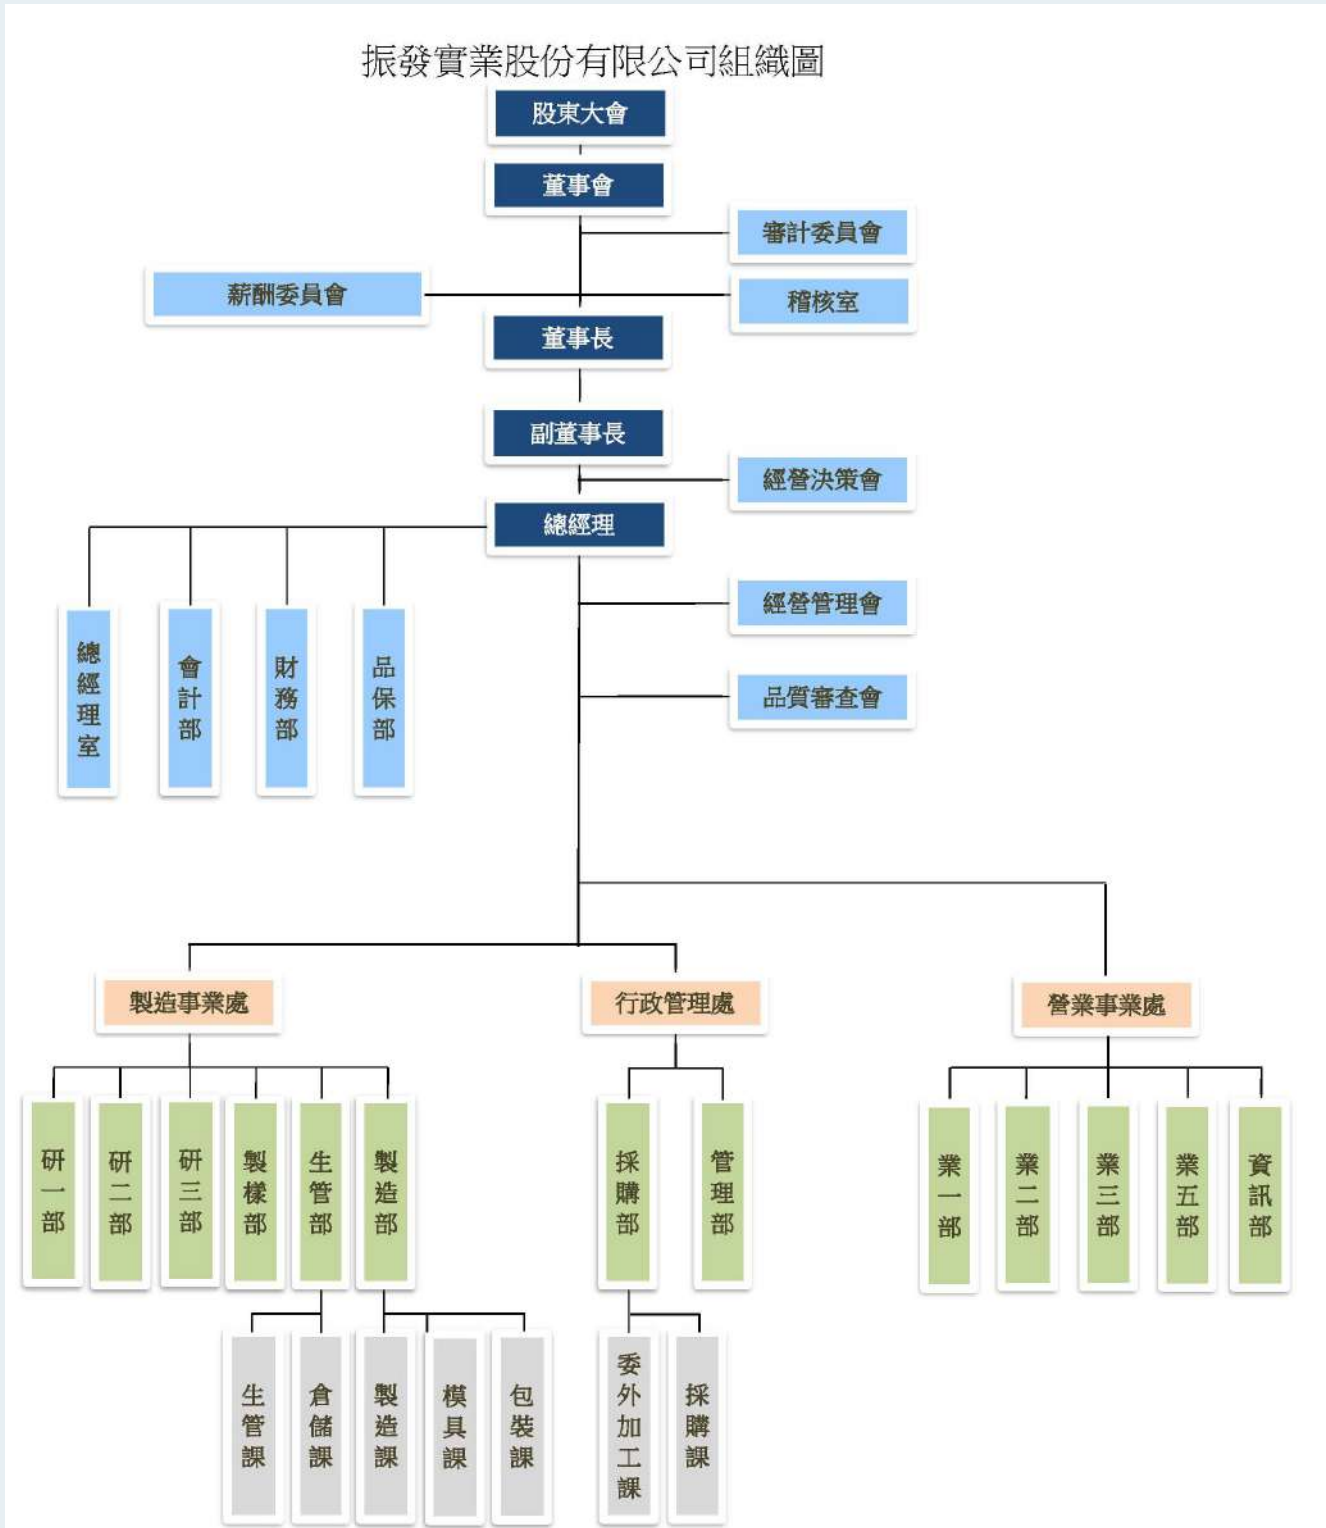 振發實業股份有限公司組織圖
股東大會
董事會
審計委員會
薪酬委員會
稽核室
董事長
副董事長
經營決策會
總經理
經營管理會
總經理室
會計部
財務部
品保部
品質審查會
製造事業處
行政管理處
營業事業處
研一部
研二部
研三部
製樣部
生管部
製造部
採購部
管理部
業一部
業二部
業三部
業五部
資訊部
生管課
倉儲課
製造課
模具課
包裝課
委外加工課
採購課